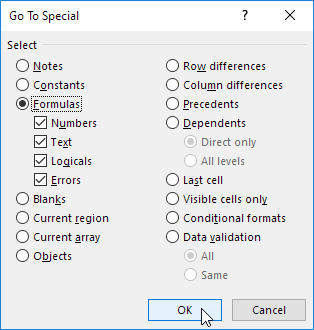 Go To Special
?
Select
Notes
Constants
Formulas
Numbers
Text
Logicals
Errors
Blanks
Current region
Current array
Objects
Row differences
Column differences
Precedents
Dependents
Direct only
All levels
Last cell
Visible cells only
Conditional formats
Data validation
All
Same
OK
Cancel